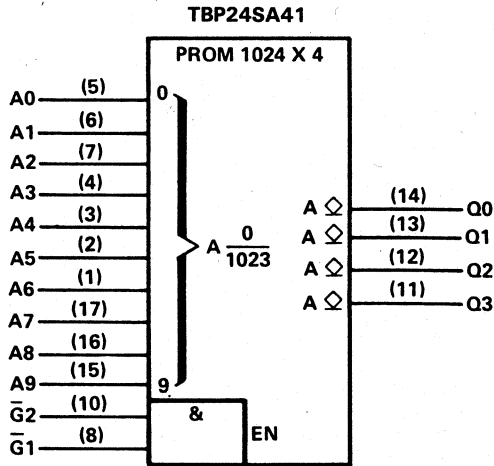 TBP24SA41
PROM 1024 X 4
A0 (5) 0
A1 (6)
A2 (7)
A3 (4)
A4 (3)
A5 (2)
A6 (1)
A7 (17)
A8 (16)
A9 (15) 9
G̅2 (10)
G̅1 (8)
A 0
1023
A (14) Q0
A (13) Q1
A (12) Q2
A (11) Q3
&
EN